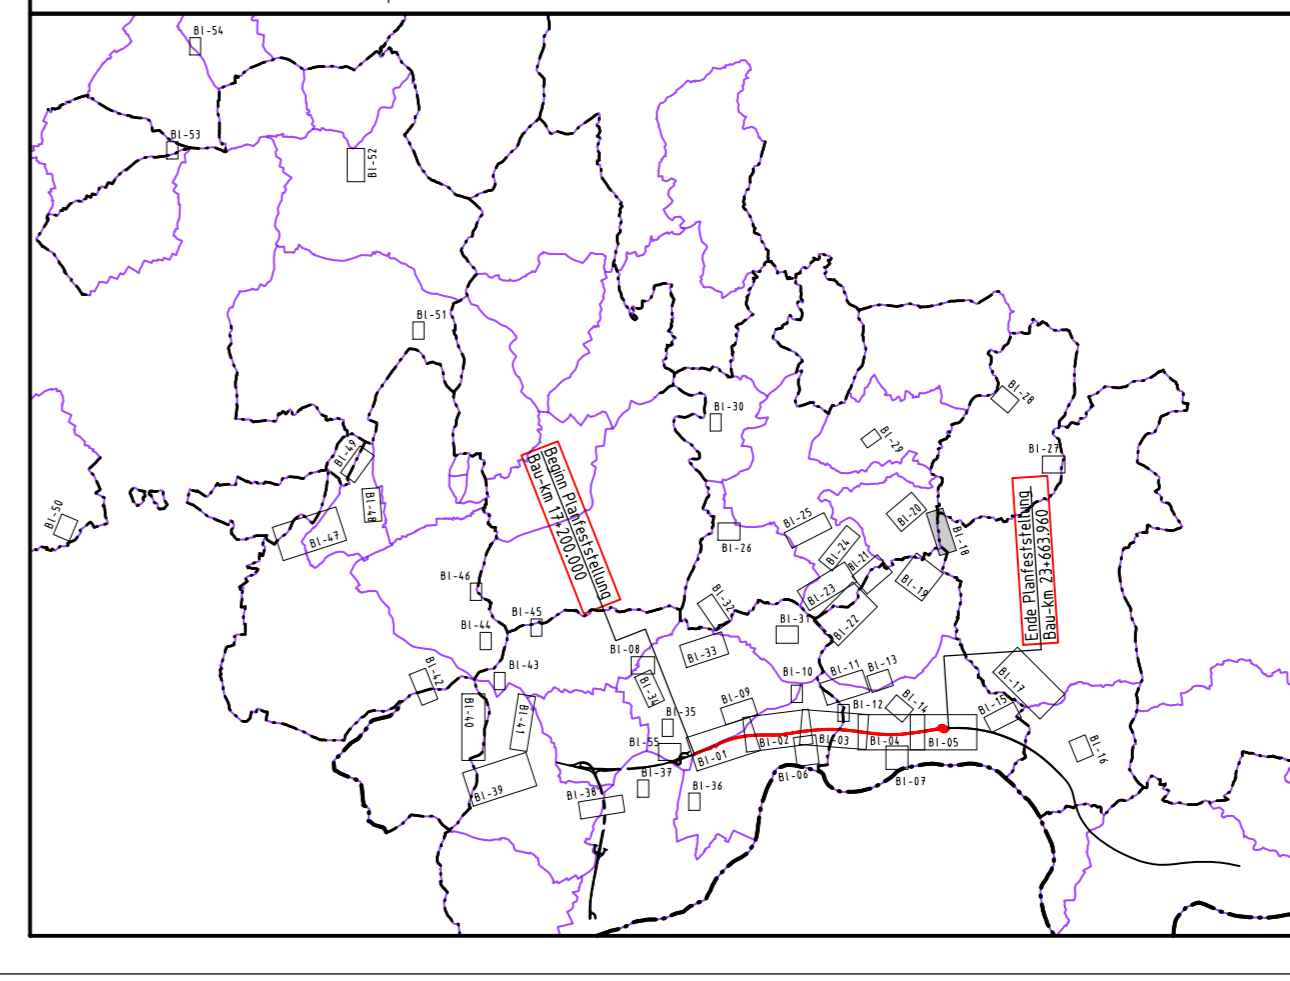 Bl-54
Bl-53
Bl-52
Bl-51
Bl-30
Bl-28
Bl-29
Bl-27
Bl-49
Bl-48
Bl-50
Bl-47
Beginn Planfeststellung
Bau-km 17+200.000
Ende Planfeststellung
Bau-km 23+663.960
Bl-20
Bl-25
Bl-18
Bl-26
Bl-24
Bl-21
Bl-19
Bl-23
Bl-22
Bl-46
Bl-45
Bl-44
Bl-32
Bl-31
Bl-33
Bl-08
Bl-43
Bl-42
Bl-34
Bl-10
Bl-11
Bl-13
Bl-17
Bl-09
Bl-12
Bl-14
Bl-15
Bl-40
Bl-41
Bl-35
Bl-55
Bl-01
Bl-02
Bl-03
Bl-04
Bl-05
Bl-16
Bl-06
Bl-07
Bl-37
Bl-36
Bl-38
Bl-39